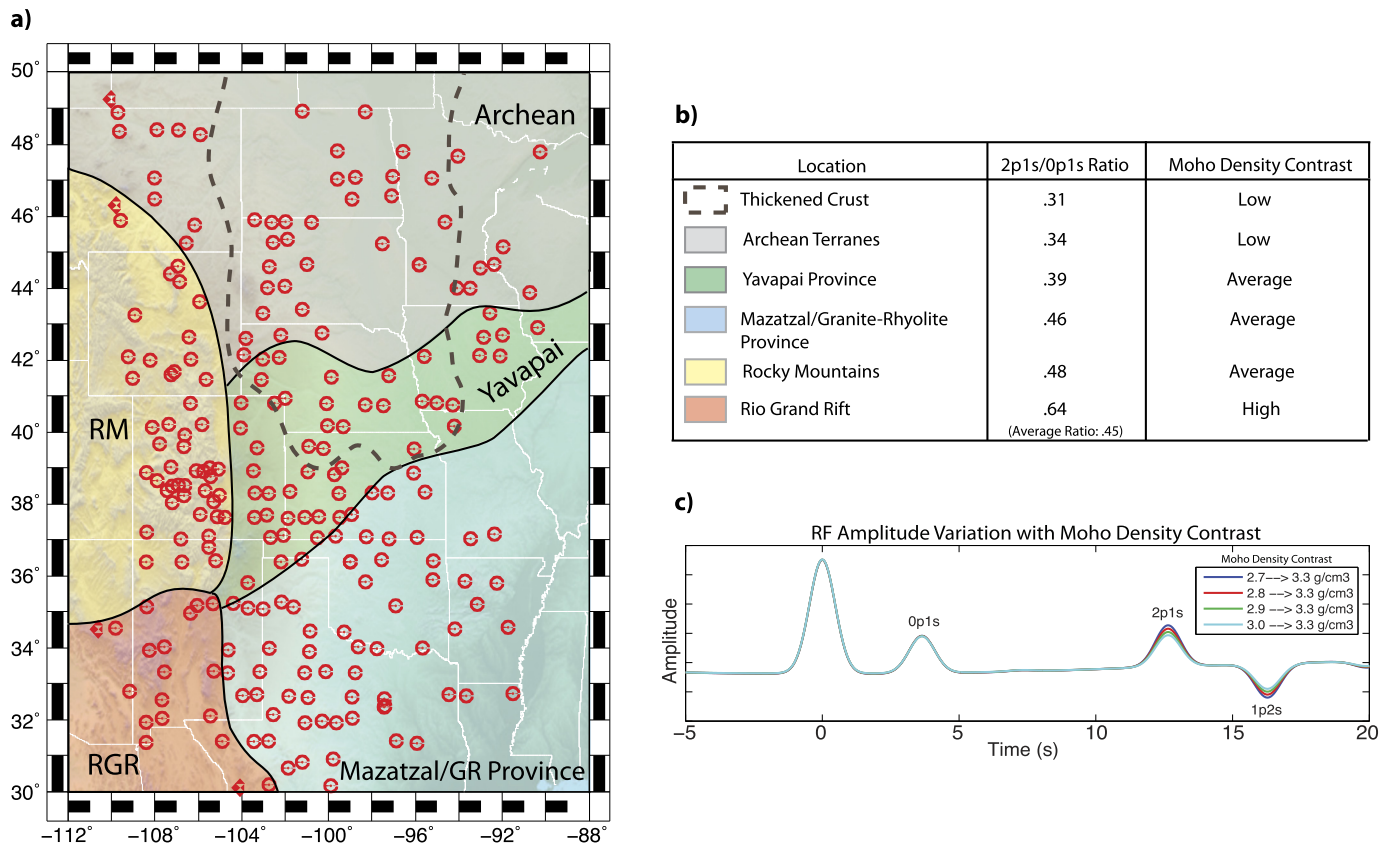 a)
50˚
48˚
46˚
44˚
42˚
40˚
38˚
36˚
34˚
32˚
30˚
−112˚
−108˚
−104˚
−100˚
−96˚
−92˚
−88˚
Archean
Yavapai
RM
RGR
Mazatzal/GR Province
b)
Location 2p1s/0p1s Ratio Moho Density Contrast
Thickened Crust .31 Low
Archean Terranes .34 Low
Yavapai Province .39 Average
Mazatzal/Granite-Rhyolite .46 Average
Province
Rocky Mountains .48 Average
Rio Grand Rift .64 High
(Average Ratio: .45)
c)
RF Amplitude Variation with Moho Density Contrast
Moho Density Contrast
2.7−−> 3.3 g/cm3
2.8 −−> 3.3 g/cm3
2.9 −−> 3.3 g/cm3
3.0 −−> 3.3 g/cm3
0p1s
2p1s
1p2s
Amplitude
−5 0 5 10 15 20
Time (s)